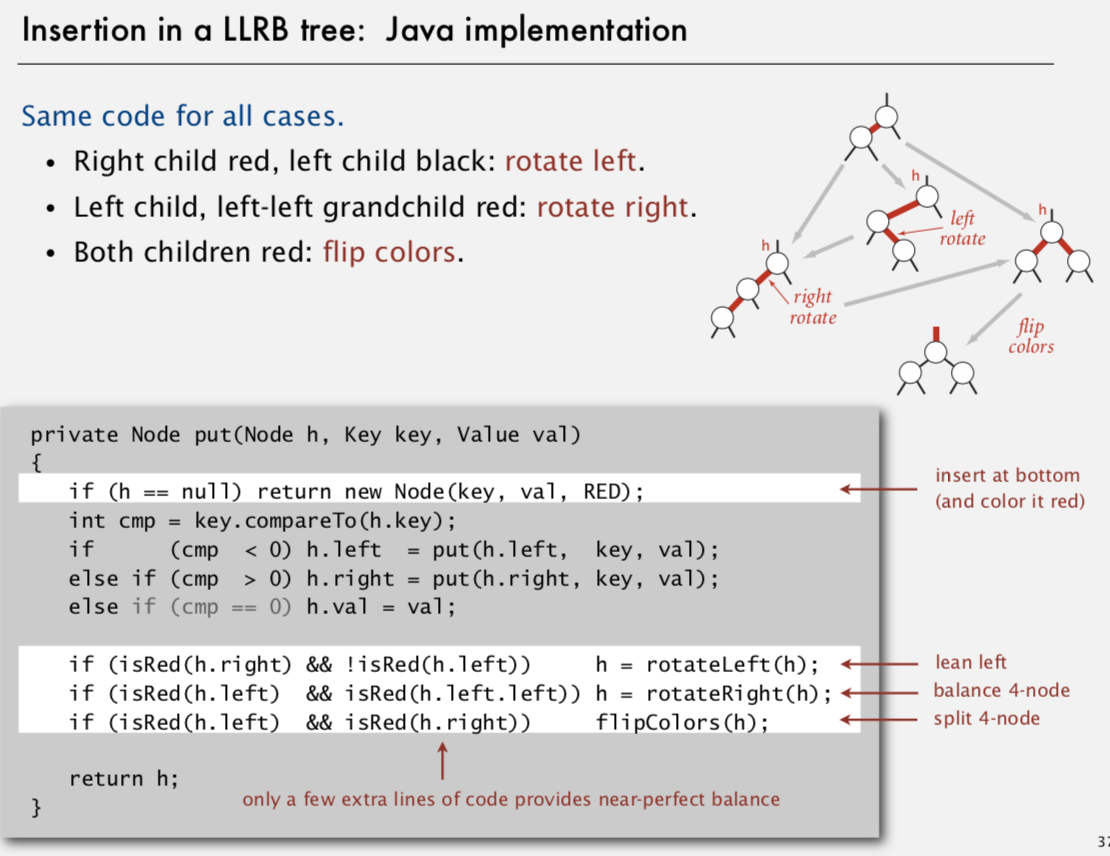 Insertion in a LLRB tree: Java implementation
Same code for all cases.
• Right child red, left child black: rotate left.
• Left child, left-left grandchild red: rotate right.
• Both children red: flip colors.
h
left
rotate
h
h
right
rotate
flip
colors
private Node put(Node h, Key key, Value val)
{
if (h == null) return new Node(key, val, RED);
insert at bottom
(and color it red)
int cmp = key.compareTo(h.key);
if (cmp < 0) h.left = put(h.left, key, val);
else if (cmp > 0) h.right = put(h.right, key, val);
else if (cmp == 0) h.val = val;
if (isRed(h.right) && !isRed(h.left)) h = rotateLeft(h);
lean left
if (isRed(h.left) && isRed(h.left.left)) h = rotateRight(h);
balance 4-node
if (isRed(h.left) && isRed(h.right)) flipColors(h);
split 4-node
return h;
only a few extra lines of code provides near-perfect balance
}